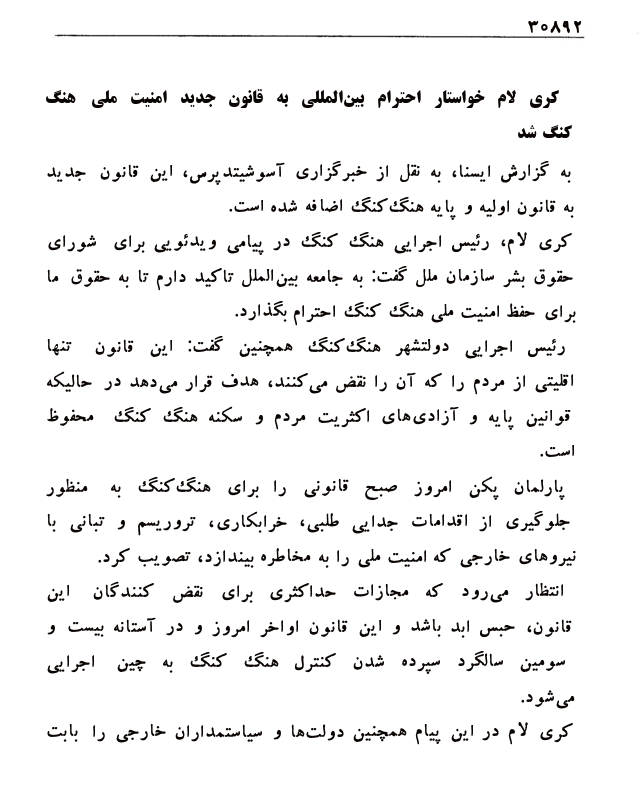 ۳۰۸۹۲
کری لام خواستار احترام بین‌المللی به قانون جدید امنیت ملی هنگ
کنگ شد
به گزارش ایسنا، به نقل از خبرگزاری آسوشیتدپرس، این قانون جدید
به قانون اولیه و پایه هنگ‌کنگ اضافه شده است.
کری لام، رئیس اجرایی هنگ کنگ در پیامی ویدئویی برای شورای
حقوق بشر سازمان ملل گفت: به جامعه بین‌الملل تاکید دارم تا به حقوق ما
برای حفظ امنیت ملی هنگ کنگ احترام بگذارد.
رئیس اجرایی دولتشهر هنگ‌کنگ همچنین گفت: این قانون تنها
اقلیتی از مردم را که آن را نقض می‌کنند، هدف قرار می‌دهد در حالیکه
قوانین پایه و آزادی‌های اکثریت مردم و سکنه هنگ کنگ محفوظ
است.
پارلمان پکن امروز صبح قانونی را برای هنگ‌کنگ به منظور
جلوگیری از اقدامات جدایی طلبی، خرابکاری، تروریسم و تبانی با
نیروهای خارجی که امنیت ملی را به مخاطره بیندازد، تصویب کرد.
انتظار می‌رود که مجازات حداکثری برای نقض کنندگان این
قانون، حبس ابد باشد و این قانون اواخر امروز و در آستانه بیست و
سومین سالگرد سپرده شدن کنترل هنگ کنگ به چین اجرایی
می‌شود.
کری لام در این پیام همچنین دولت‌ها و سیاستمداران خارجی را بابت